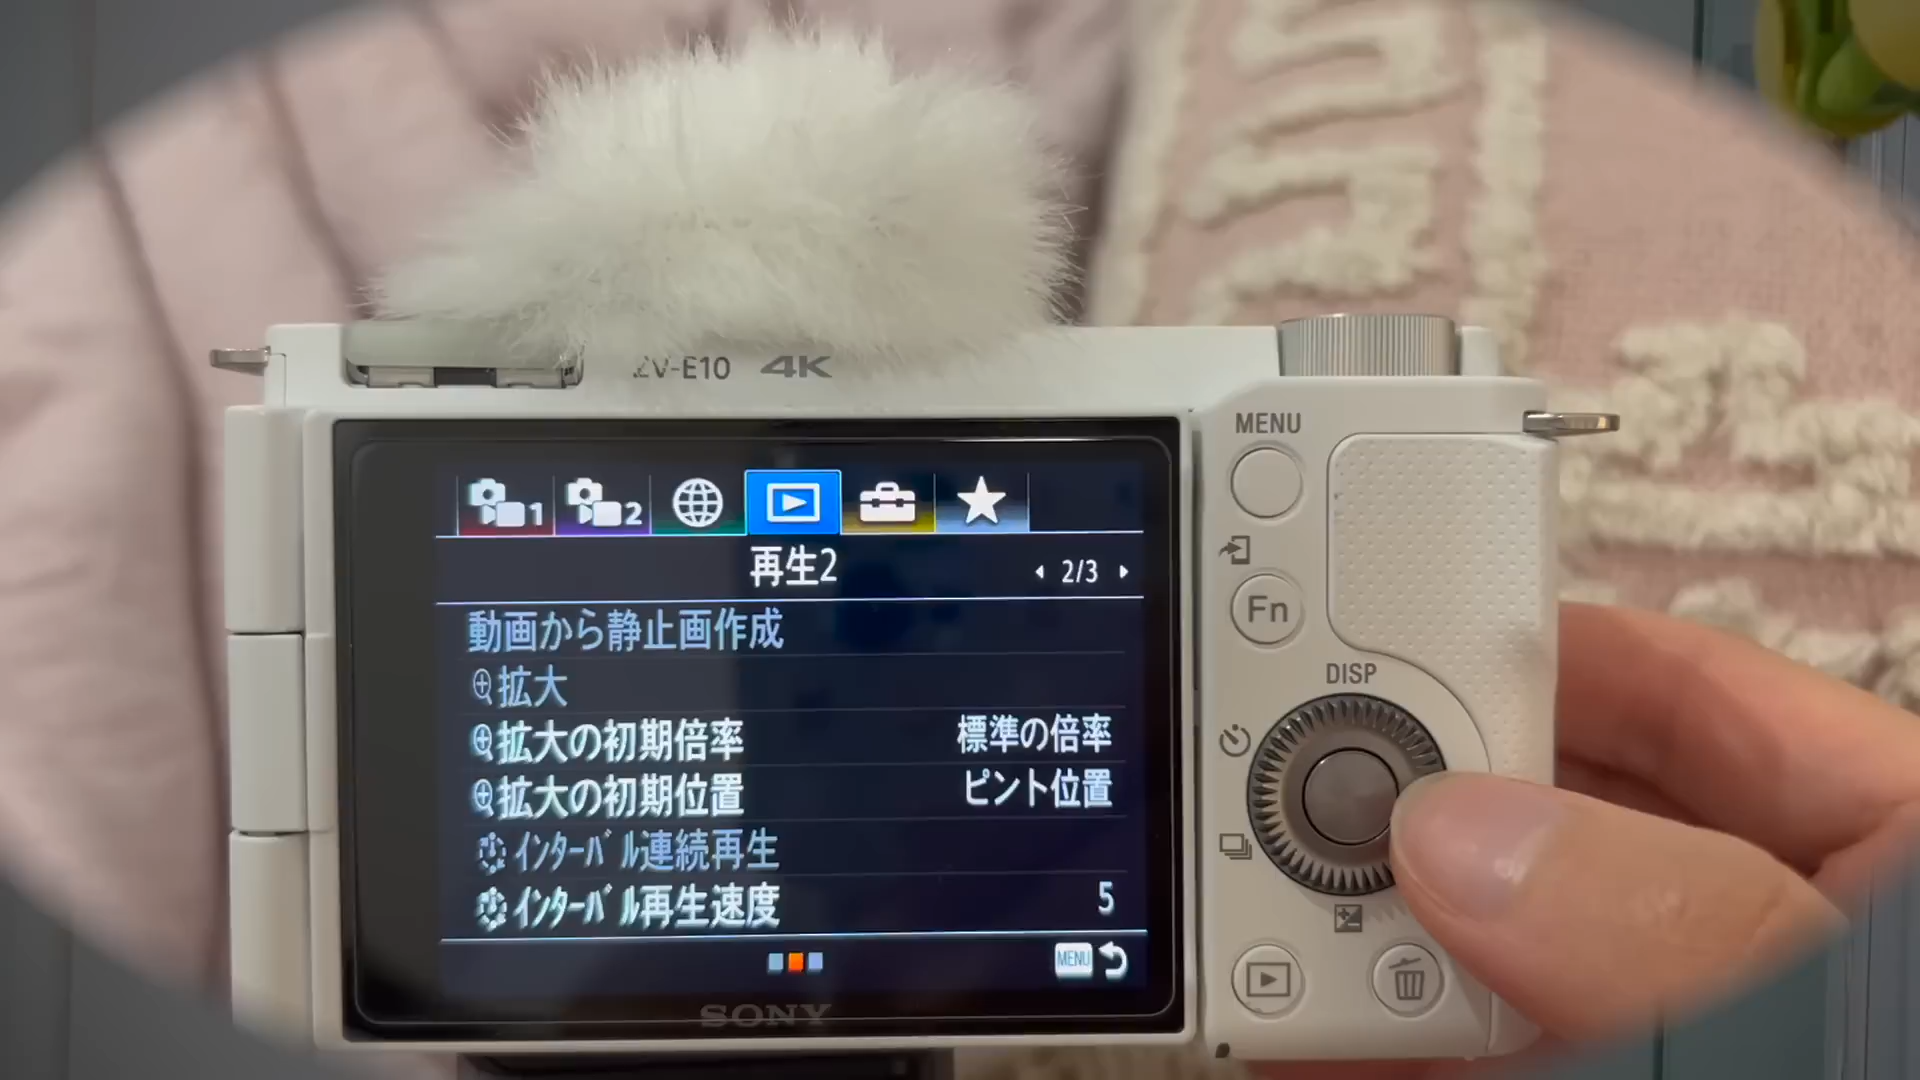 ZV-E10 4K
MENU
1
2
再生2
2/3
Fn
DISP
動画から静止画作成
拡大
拡大の初期倍率 標準の倍率
拡大の初期位置 ピント位置
インターバル連続再生
インターバル再生速度 5
MENU
SONY